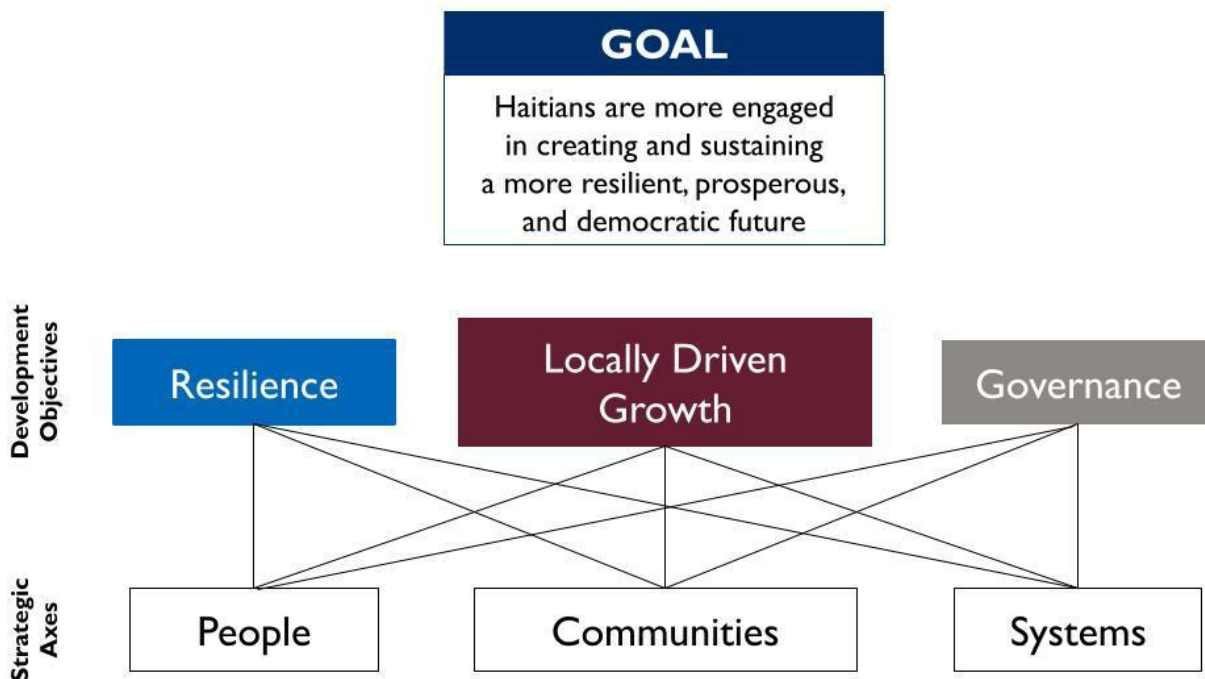 GOAL
Haitians are more engaged
in creating and sustaining
a more resilient, prosperous,
and democratic future
Development
Objectives
Resilience
Locally Driven
Growth
Governance
Strategic
Axes
People
Communities
Systems